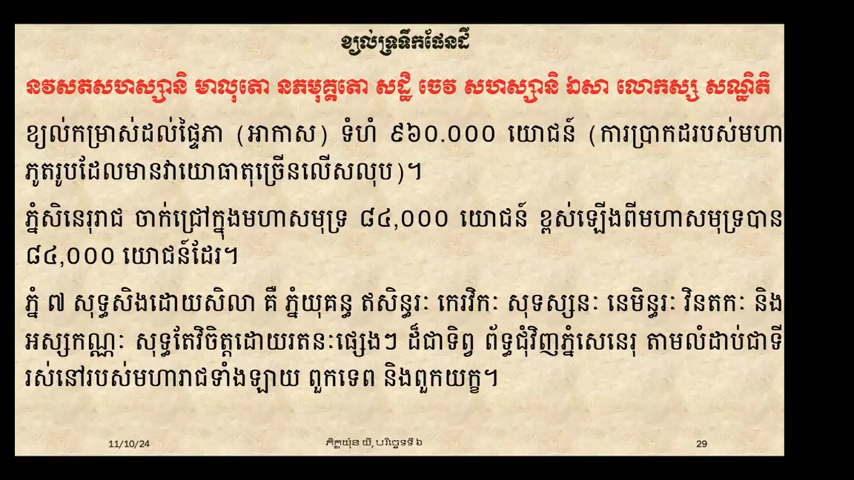 ខ្យល់ទ្រទឹកផែនដី
នវសតសហស្សានិ មាលុតោ នភមុគ្គតោ សដ្ឋិ ចេវ សហស្សានិ ឯសា លោកស្ស សណ្ឋិតិ
ខ្យល់កម្រាស់ដល់ផ្ទៃភា (អាកាស) ទំហំ ៩៦០.០០០ យោជន៍ (ការប្រាកដរបស់មហា
ភូតរូបដែលមានវាយោធាតុច្រើនលើសលុប)។
ភ្នំសិនេរុរាជ ចាក់ជ្រៅក្នុងមហាសមុទ្រ ៨៤,០០០ យោជន៍ ខ្ពស់ឡើងពីមហាសមុទ្របាន
៨៤,០០០ យោជន៍ដែរ។
ភ្នំ ៧ សុទ្ធសឹងដោយសិលា គឺ ភ្នំយុគន្ធ ឥសិន្ធរៈ កេរវិកៈ សុទស្សនៈ នេមិន្ធរៈ វិនតកៈ និង
អស្សកណ្ណៈ សុទ្ធតែវិចិត្តដោយរតនៈផ្សេងៗ ដ៏ជាទិព្វ ព័ទ្ធជុំវិញភ្នំសេនេរុ តាមលំដាប់ជាទី
រស់នៅរបស់មហារាជទាំងឡាយ ពួកទេព និងពួកយក្ខ។
11/10/24
ភិក្ខុយ៉ុន យី, បរិច្ឆេទទី ៦
29